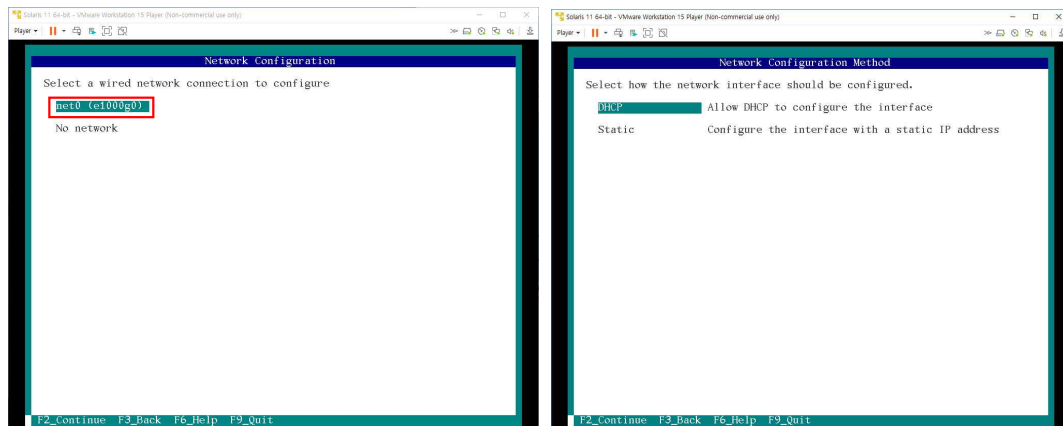 Solaris 11 64-bit - VMware Workstation 15 Player (Non-commercial use only)
Player
Network Configuration
Select a wired network connection to configure
net0 (e1000g0)
No network
F2_Continue F3_Back F6_Help F9_Quit
Solaris 11 64-bit - VMware Workstation 15 Player (Non-commercial use only)
Player
Network Configuration Method
Select how the network interface should be configured.
DHCP Allow DHCP to configure the interface
Static Configure the interface with a static IP address
F2_Continue F3_Back F6_Help F9_Quit